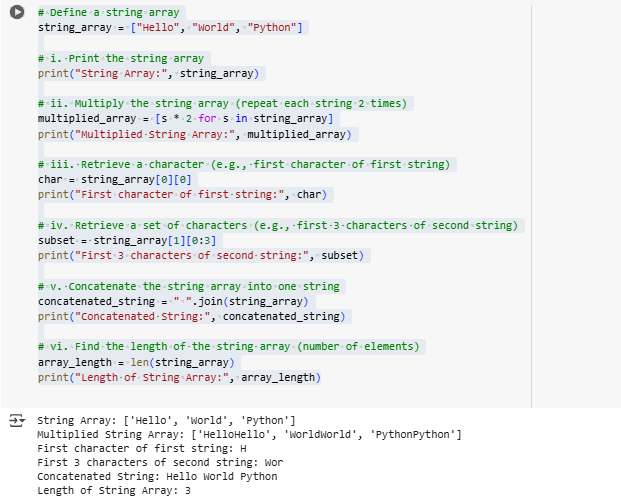 # Define a string array
string_array = ["Hello", "World", "Python"]
# i. Print the string array
print("String Array:", string_array)
# ii. Multiply the string array (repeat each string 2 times)
multiplied_array = [s * 2 for s in string_array]
print("Multiplied String Array:", multiplied_array)
# iii. Retrieve a character (e.g., first character of first string)
char = string_array[0][0]
print("First character of first string:", char)
# iv. Retrieve a set of characters (e.g., first 3 characters of second string)
subset = string_array[1][0:3]
print("First 3 characters of second string:", subset)
# v. Concatenate the string array into one string
concatenated_string = " ".join(string_array)
print("Concatenated String:", concatenated_string)
# vi. Find the length of the string array (number of elements)
array_length = len(string_array)
print("Length of String Array:", array_length)
String Array: ['Hello', 'World', 'Python']
Multiplied String Array: ['HelloHello', 'WorldWorld', 'PythonPython']
First character of first string: H
First 3 characters of second string: Wor
Concatenated String: Hello World Python
Length of String Array: 3